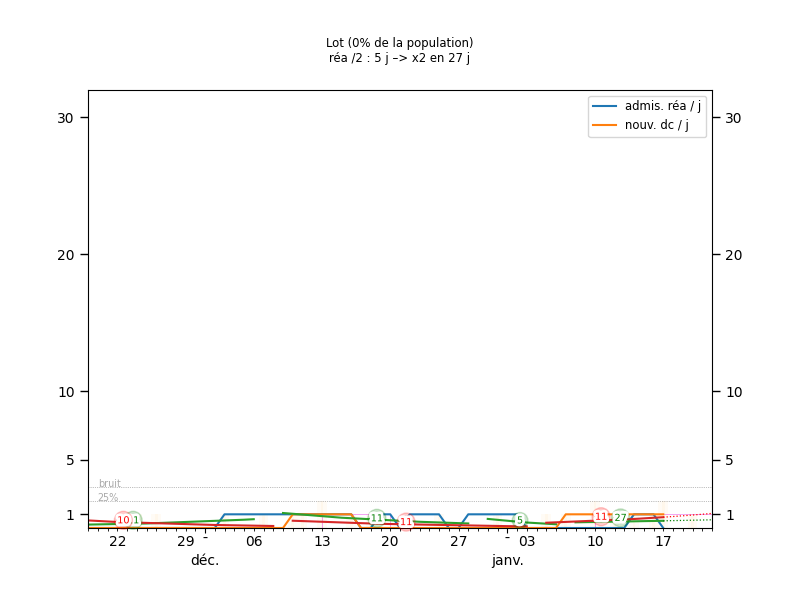 Lot (0% de la population)
réa /2 : 5 j –> x2 en 27 j
admis. réa / j
nouv. dc / j
30 30
20 20
10 10
5 5
bruit
25%
1 1
10 1 11 11 5 11 27
22 29 - 06 13 20 27 - 03 10 17
déc. janv.